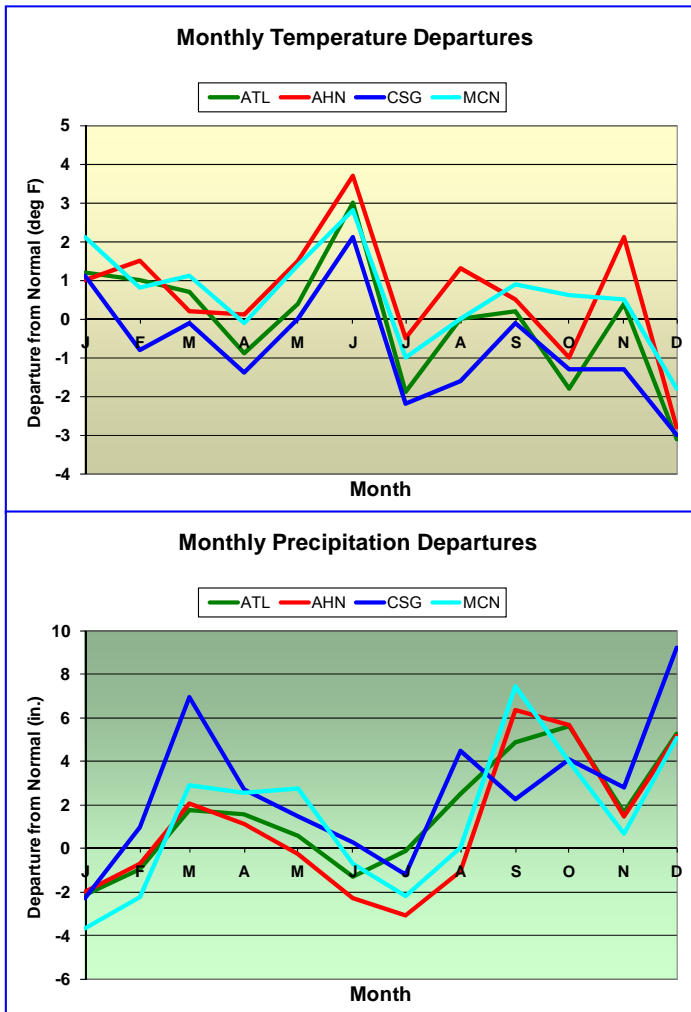 Monthly Temperature Departures
ATL AHN CSG MCN
5
4
3
2
1
0
-1
-2
-3
-4
Departure from Normal (deg F)
J F M A M J J A S O N D
Month
Monthly Precipitation Departures
ATL AHN CSG MCN
10
8
6
4
2
0
-2
-4
-6
Departure from Normal (in.)
J F M A M J J A S O N D
Month